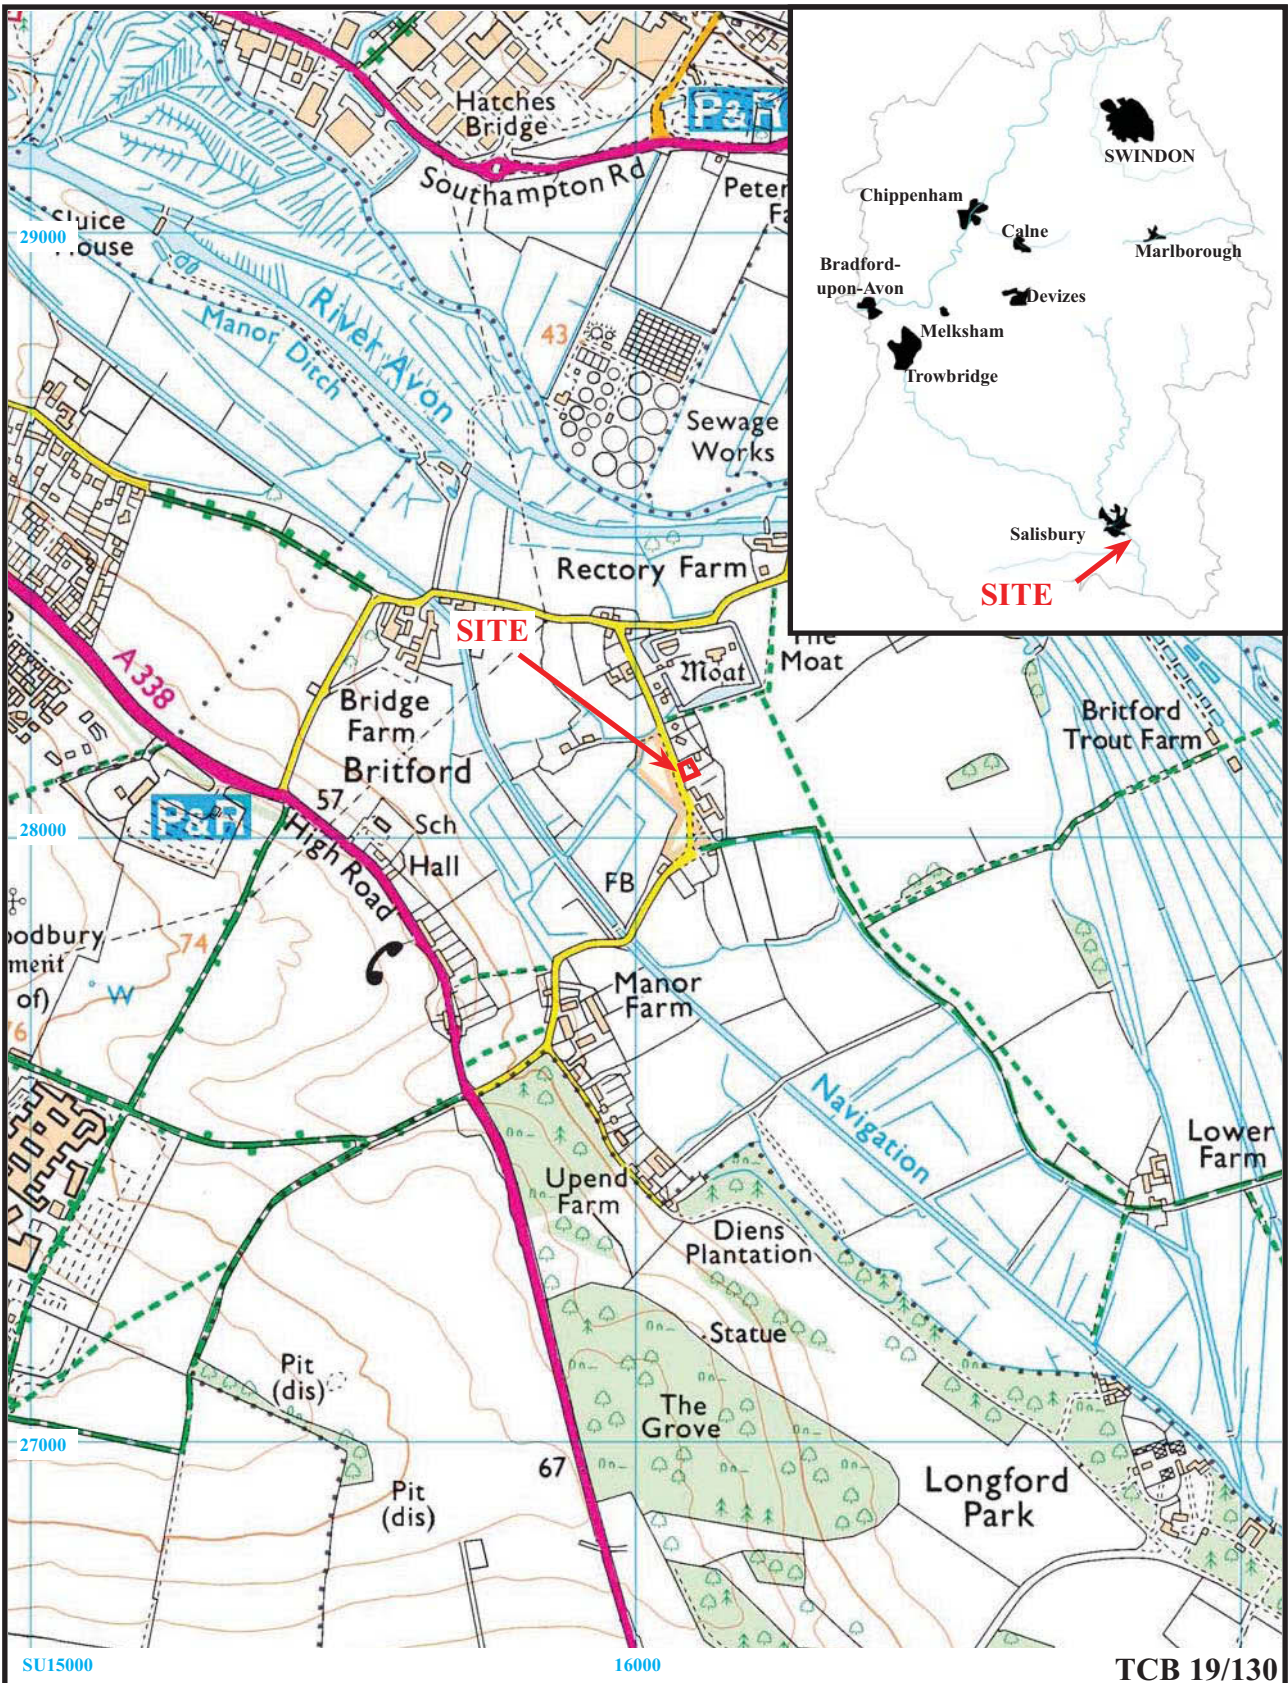 Hatches
Bridge
P&R
Southampton Rd
Sluice
House
29000
River Avon
Manor Ditch
43
Sewage
Works
Rectory Farm
SITE
Moat
The
Moat
A338
Bridge
Farm
Britford
Britford
Trout Farm
57
P&R
28000
High Road
Sch
Hall
FB
74
W
of)
76
Manor
Farm
Navigation
Lower
Farm
Upend
Farm
Diens
Plantation
Statue
Pit
(dis)
The
Grove
27000
67
Pit
(dis)
Longford
Park
SU15000
16000
TCB 19/130
SWINDON
Chippenham
Calne
Marlborough
Bradford-
upon-Avon
Devizes
Melksham
Trowbridge
Salisbury
SITE